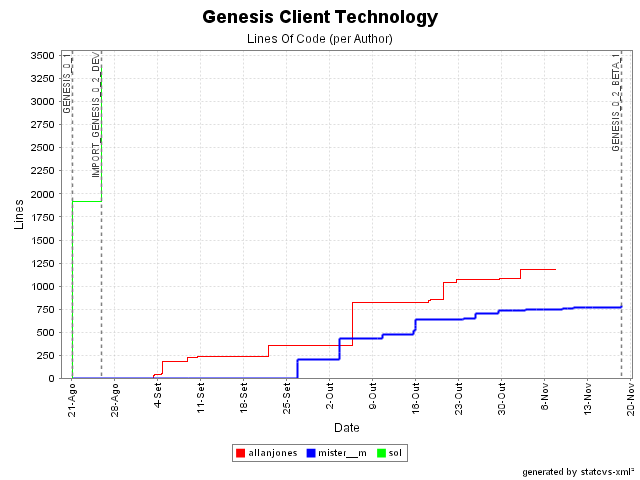 Genesis Client Technology
Lines Of Code (per Author)
3500
3250
3000
2750
2500
2250
2000
1750
1500
1250
1000
750
500
250
0
Lines
GENESIS_0_1
IMPORT_GENESIS_0_2_DEV
GENESIS_0_2_BETA_1
21-Ago
28-Ago
4-Set
11-Set
18-Set
25-Set
2-Out
9-Out
16-Out
23-Out
30-Out
6-Nov
13-Nov
20-Nov
Date
allanjones mister__m sol
generated by statcvs-xml²